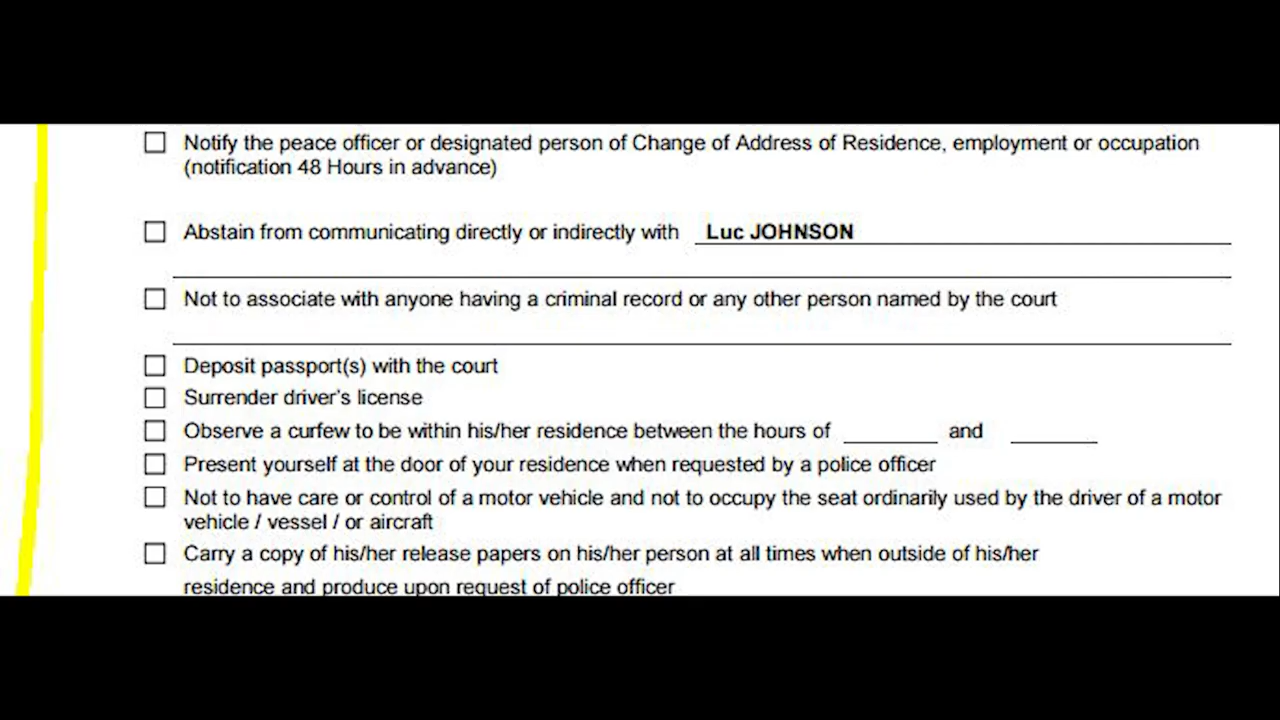 Notify the peace officer or designated person of Change of Address of Residence, employment or occupation
(notification 48 Hours in advance)
Abstain from communicating directly or indirectly with Luc JOHNSON
Not to associate with anyone having a criminal record or any other person named by the court
Deposit passport(s) with the court
Surrender driver's license
Observe a curfew to be within his/her residence between the hours of ________ and ________
Present yourself at the door of your residence when requested by a police officer
Not to have care or control of a motor vehicle and not to occupy the seat ordinarily used by the driver of a motor
vehicle / vessel / or aircraft
Carry a copy of his/her release papers on his/her person at all times when outside of his/her
residence and produce upon request of police officer